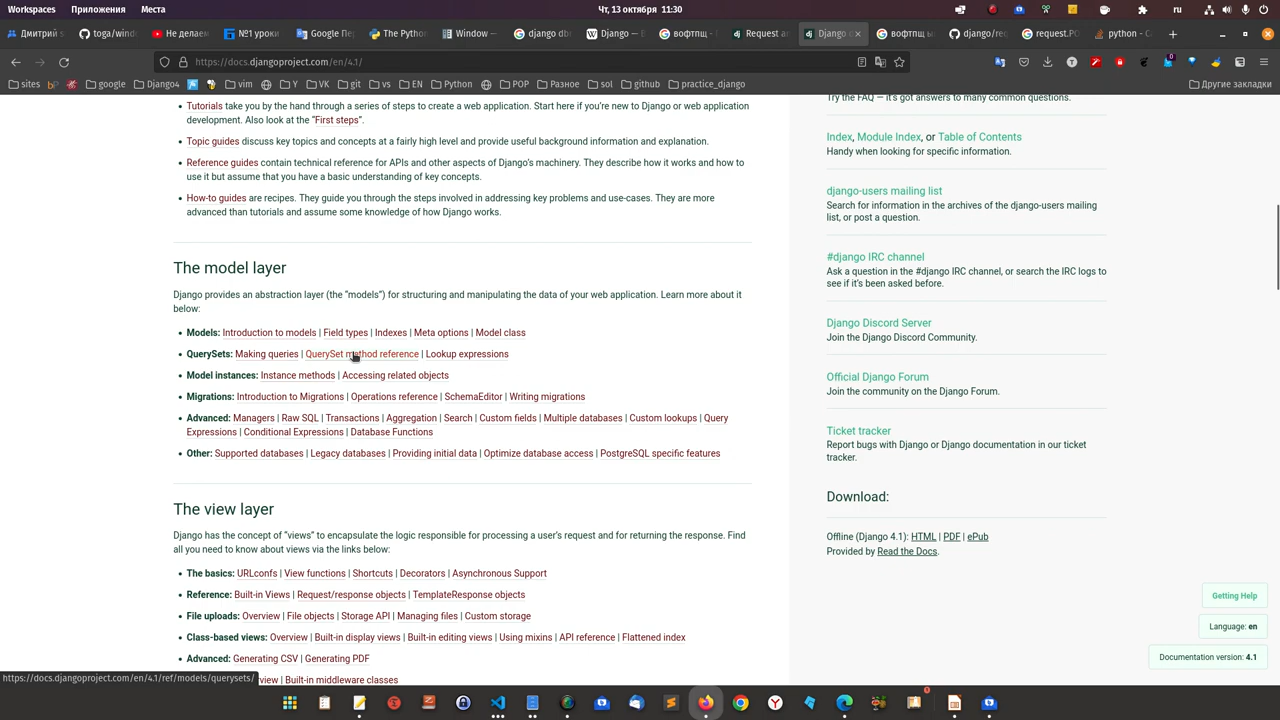 Workspaces Приложения Места
Чт, 13 октября 11:30
ru
Дмитрий
toga/wind
Не делаем
№1 уроки
Google Пе
The Python
Window —
django db
Дмитрий —
вофтпщ -
Request an
Django d
вофтпщ ы
django/re
request.PO
python - С
https://docs.djangoproject.com/en/4.1/
sites
b
google
Dj
Y
VK
git
vs
EN
Python
POP
Разное
sol
github
practice_django
Другие закладки
Tutorials take you by the hand through a series of steps to create a web application. Start here if you're new to Django or web application
development. Also look at the "First steps".
Topic guides discuss key topics and concepts at a fairly high level and provide useful background information and explanation.
Reference guides contain technical reference for APIs and other aspects of Django's machinery. They describe how it works and how to
use it but assume that you have a basic understanding of key concepts.
How-to guides are recipes. They guide you through the steps involved in addressing key problems and use-cases. They are more
advanced than tutorials and assume some knowledge of how Django works.
The model layer
Django provides an abstraction layer (the "models") for structuring and manipulating the data of your web application. Learn more about it
below:
Models: Introduction to models | Field types | Indexes | Meta options | Model class
QuerySets: Making queries | QuerySet method reference | Lookup expressions
Model instances: Instance methods | Accessing related objects
Migrations: Introduction to Migrations | Operations reference | SchemaEditor | Writing migrations
Advanced: Managers | Raw SQL | Transactions | Aggregation | Search | Custom fields | Multiple databases | Custom lookups | Query
Expressions | Conditional Expressions | Database Functions
Other: Supported databases | Legacy databases | Providing initial data | Optimize database access | PostgreSQL specific features
The view layer
Django has the concept of "views" to encapsulate the logic responsible for processing a user's request and for returning the response. Find
all you need to know about views via the links below:
The basics: URLconfs | View functions | Shortcuts | Decorators | Asynchronous Support
Reference: Built-in Views | Request/response objects | TemplateResponse objects
File uploads: Overview | File objects | Storage API | Managing files | Custom storage
Class-based views: Overview | Built-in display views | Built-in editing views | Using mixins | API reference | Flattened index
Advanced: Generating CSV | Generating PDF
view | Built-in middleware classes
https://docs.djangoproject.com/en/4.1/ref/models/querysets/
Try the FAQ — it's got answers to many common questions.
Index, Module Index, or Table of Contents
Handy when looking for specific information.
django-users mailing list
Search for information in the archives of the django-users mailing
list, or post a question.
#django IRC channel
Ask a question in the #django IRC channel, or search the IRC logs to
see if it's been asked before.
Django Discord Server
Join the Django Discord Community.
Official Django Forum
Join the community on the Django Forum.
Ticket tracker
Report bugs with Django or Django documentation in our ticket
tracker.
Download:
Offline (Django 4.1): HTML | PDF | ePub
Provided by Read the Docs.
Getting Help
Language: en
Documentation version: 4.1